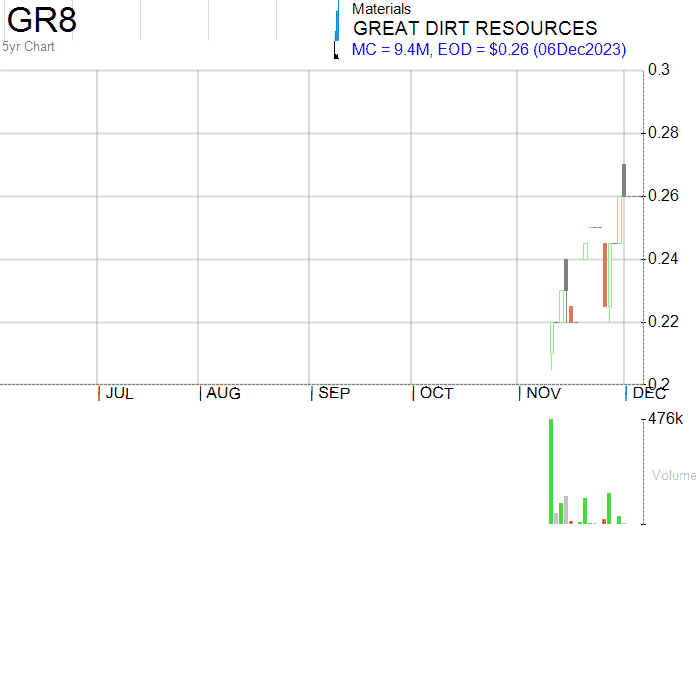 GR8
5yr Chart
Materials
GREAT DIRT RESOURCES
MC = 9.4M, EOD = $0.26 (06Dec2023)
0.3
0.28
0.26
0.24
0.22
0.2
JUL AUG SEP OCT NOV DEC
476k
Volume